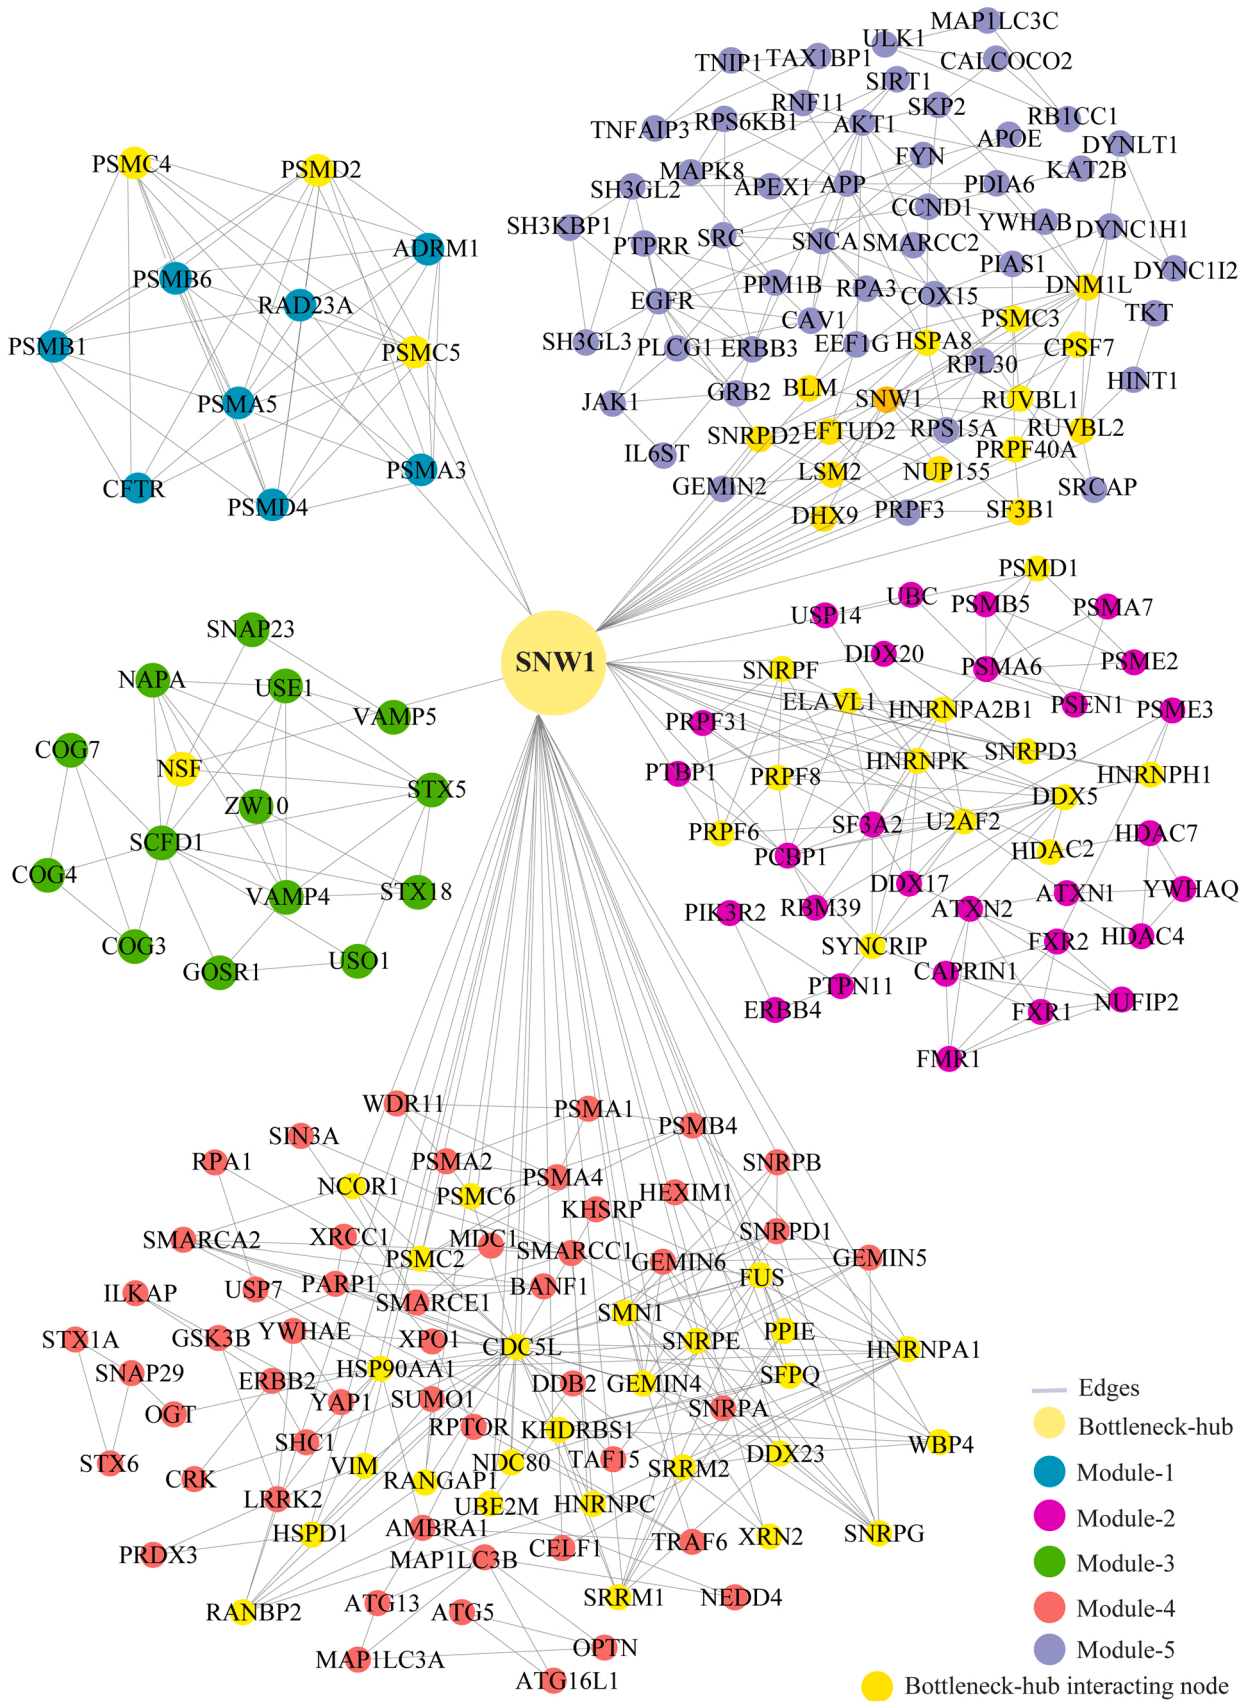 MAP1LC3C
ULK1
TNIP1
TAX1BP1
CALCOCO2
SIRT1
RNF11
SKP2
TNFAIP3
RPS6KB1
AKT1
RB1CC1
APOE
DYNLT1
FYN
KAT2B
MAPK8
SH3GL2
APEX1
APP
PDIA6
CCND1
YWHAB
SH3KBP1
DYNC1H1
PTPRR
SRC
SNCA
SMARCC2
DYNC1I2
PIAS1
PPM1B
RPA3
COX15
DNM1L
EGFR
TKT
CAV1
PSMC3
SH3GL3
PLCG1
ERBB3
EEF1G
HSPA8
CPSF7
RPL30
HINT1
JAK1
GRB2
BLM
SNW1
RUVBL1
SNRPD2
EFTUD2
RPS15A
RUVBL2
IL6ST
PRPF40A
LSM2
NUP155
GEMIN2
SRCAP
DHX9
PRPF3
SF3B1
PSMC4
PSMD2
ADRM1
PSMB6
RAD23A
PSMB1
PSMC5
PSMA5
PSMA3
CFTR
PSMD4
SNW1
SNAP23
NAPA
USE1
VAMP5
COG7
NSF
STX5
ZW10
SCFD1
COG4
VAMP4
STX18
COG3
GOSR1
USO1
PSMD1
UBC
PSMB5
PSMA7
USP14
DDX20
PSMA6
PSME2
SNRPF
ELAVL1
HNRNPA2B1
PSEN1
PSME3
PRPF31
SNRPD3
PTBP1
PRPF8
HNRNPK
HNRNPH1
DDX5
PRPF6
SF3A2
U2AF2
HDAC7
PCBP1
HDAC2
DDX17
ATXN1
YWHAQ
PIK3R2
RBM39
ATXN2
SYNCRIP
FXR2
HDAC4
CAPRIN1
PTPN11
ERBB4
FXR1
NUFIP2
FMR1
WDR11
PSMA1
PSMB4
SIN3A
RPA1
PSMA2
PSMA4
SNRPB
NCOR1
PSMC6
HEXIM1
KHSRP
SMARCA2
XRCC1
MDC1
SNRPD1
PSMC2
SMARCC1
GEMIN6
GEMIN5
ILKAP
USP7
PARP1
BANF1
FUS
SMARCE1
SMN1
STX1A
GSK3B
YWHAE
XPO1
CDC5L
SNRPE
PPIE
HNRNPA1
SNAP29
HSP90AA1
ERBB2
DDB2
GEMIN4
SFPQ
OGT
YAP1
SUMO1
SNRPA
RPTOR
KHDRBS1
SHC1
WBP4
STX6
VIM
NDC80
TAF15
DDX23
CRK
RANGAP1
SRRM2
LRRK2
UBE2M
HNRNPC
HSPD1
AMBRA1
XRN2
SNRPG
PRDX3
MAP1LC3B
CELF1
TRAF6
RANBP2
ATG13
ATG5
SRRM1
NEDD4
MAP1LC3A
OPTN
ATG16L1
Edges
Bottleneck-hub
Module-1
Module-2
Module-3
Module-4
Module-5
Bottleneck-hub interacting node